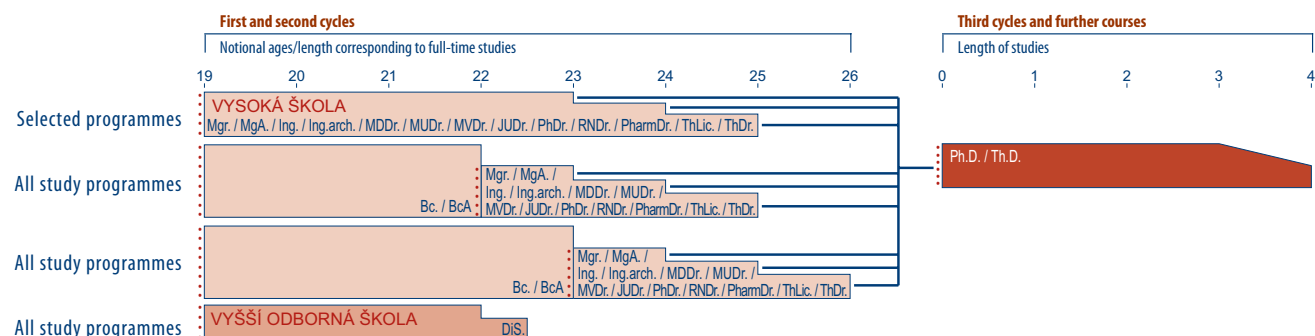 First and second cycles
Third cycles and further courses
Notional ages/length corresponding to full-time studies
Length of studies
19 20 21 22 23 24 25 26
0 1 2 3 4
Selected programmes
VYSOKÁ ŠKOLA
Mgr. / MgA. / Ing. / Ing.arch. / MDDr. / MUDr. / MVDr. / JUDr. / PhDr. / RNDr. / PharmDr. / ThLic. / ThDr.
Ph.D. / Th.D.
All study programmes
Bc. / BcA
Mgr. / MgA. /
Ing. / Ing.arch. / MDDr. / MUDr. /
MVDr. / JUDr. / PhDr. / RNDr. / PharmDr. / ThLic. / ThDr.
All study programmes
Bc. / BcA
Mgr. / MgA. /
Ing. / Ing.arch. / MDDr. / MUDr. /
MVDr. / JUDr. / PhDr. / RNDr. / PharmDr. / ThLic. / ThDr.
All study programmes
VYŠŠÍ ODBORNÁ ŠKOLA
DiS.